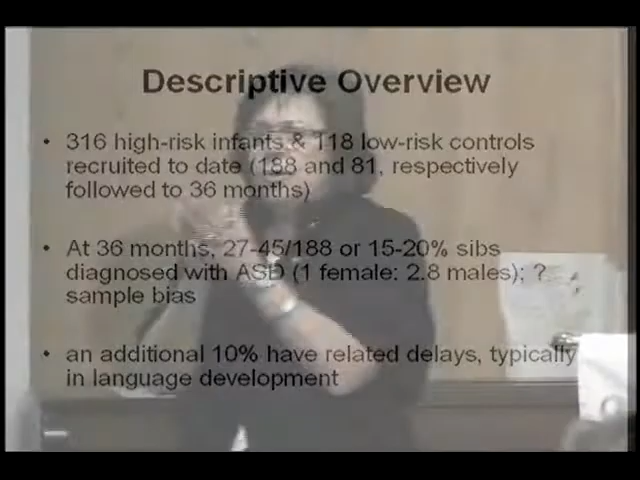 Descriptive Overview
• 316 high-risk infants & 118 low-risk controls
recruited to date (188 and 81, respectively
followed to 36 months)
• At 36 months, 27-45/188 or 15-20% sibs
diagnosed with ASD (1 female: 2.8 males); ?
sample bias
• an additional 10% have related delays, typically
in language development